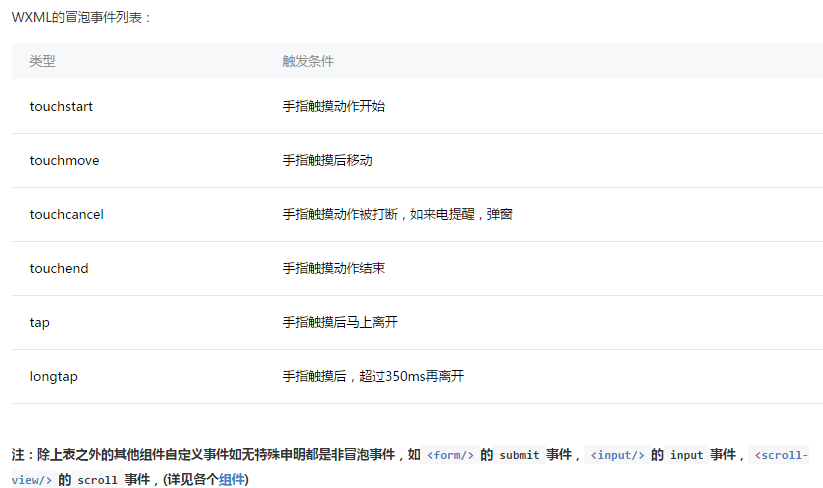 WXML的冒泡事件列表：
类型 触发条件
touchstart 手指触摸动作开始
touchmove 手指触摸后移动
touchcancel 手指触摸动作被打断，如来电提醒，弹窗
touchend 手指触摸动作结束
tap 手指触摸后马上离开
longtap 手指触摸后，超过350ms再离开
注：除上表之外的其他组件自定义事件如无特殊申明都是非冒泡事件，如 <form/> 的 submit 事件， <input/> 的 input 事件， <scroll-
view/> 的 scroll 事件，(详见各个组件)